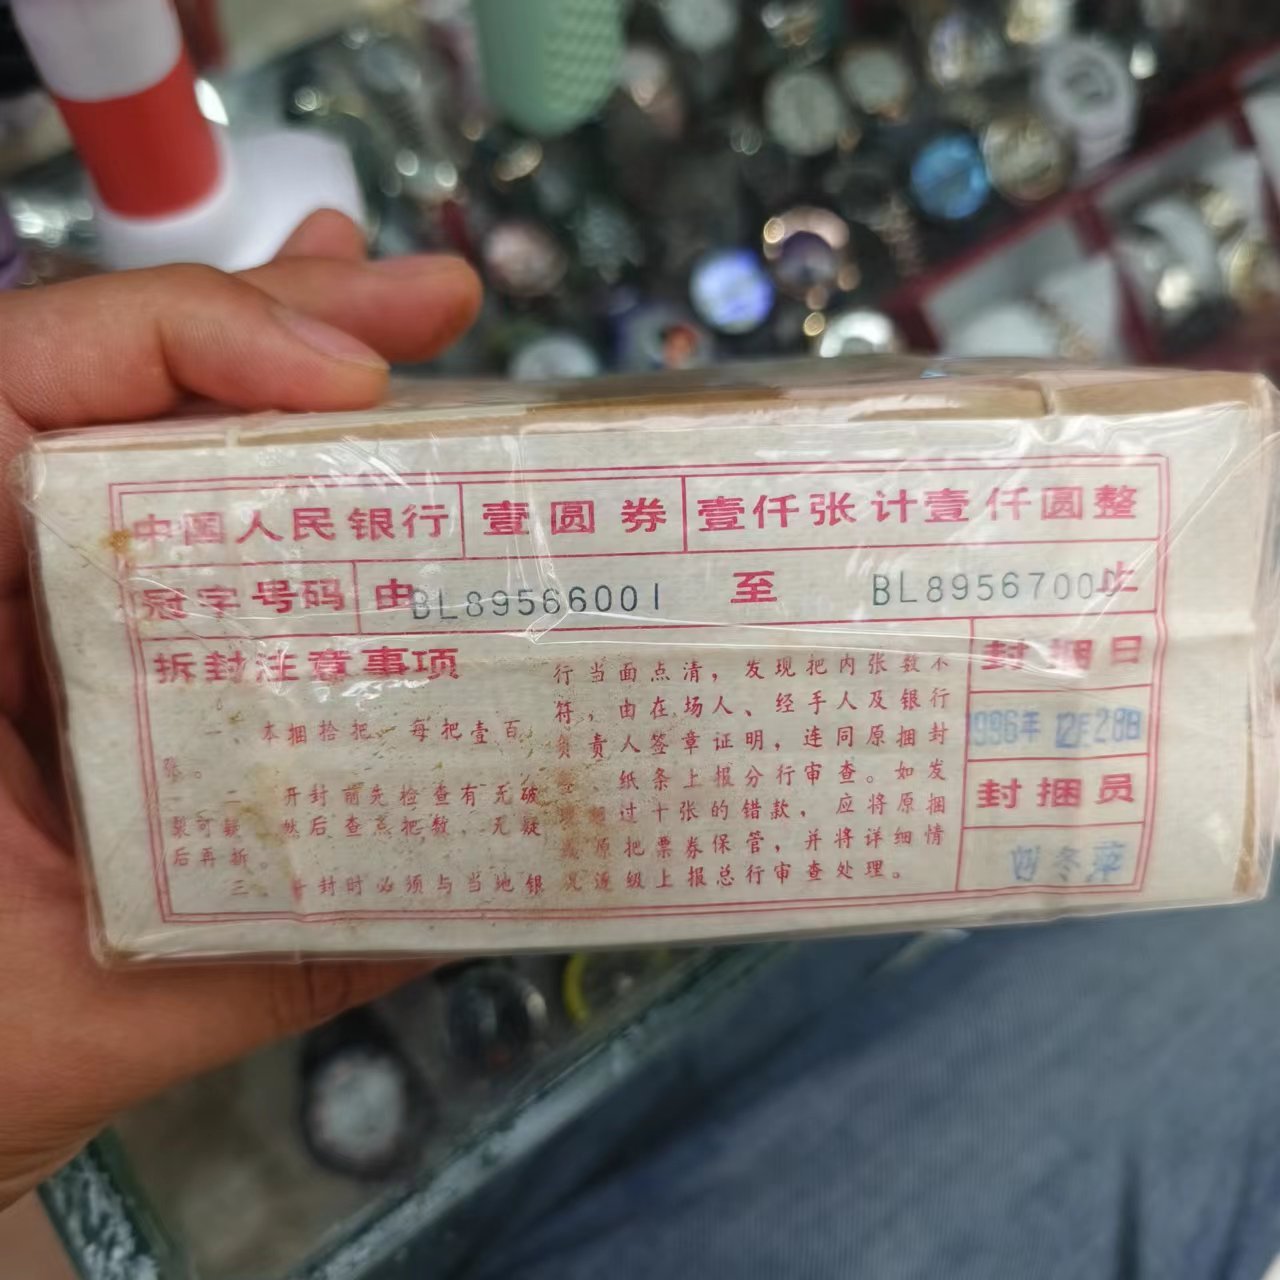 中国人民银行 壹圆券 壹仟张计壹仟圆整
冠字号码 由BL89566001 至 BL89567000止
拆封注意事项
一、本捆拾把，每把壹百
张。
二、开封前先检查有无破
裂可疑，然后查点把数，无疑
后再拆。
三、开封时必须与当地银
行当面点清，发现把内张数不
符，由在场人、经手人及银行
负责人签章证明，连同原捆封
签、纸条上报分行审查。如发
过十张的错款，应将原捆
原把票券保管，并将详细情
况逐级上报总行审查处理。
封捆日
1996年 12月28日
封捆员
冬萍